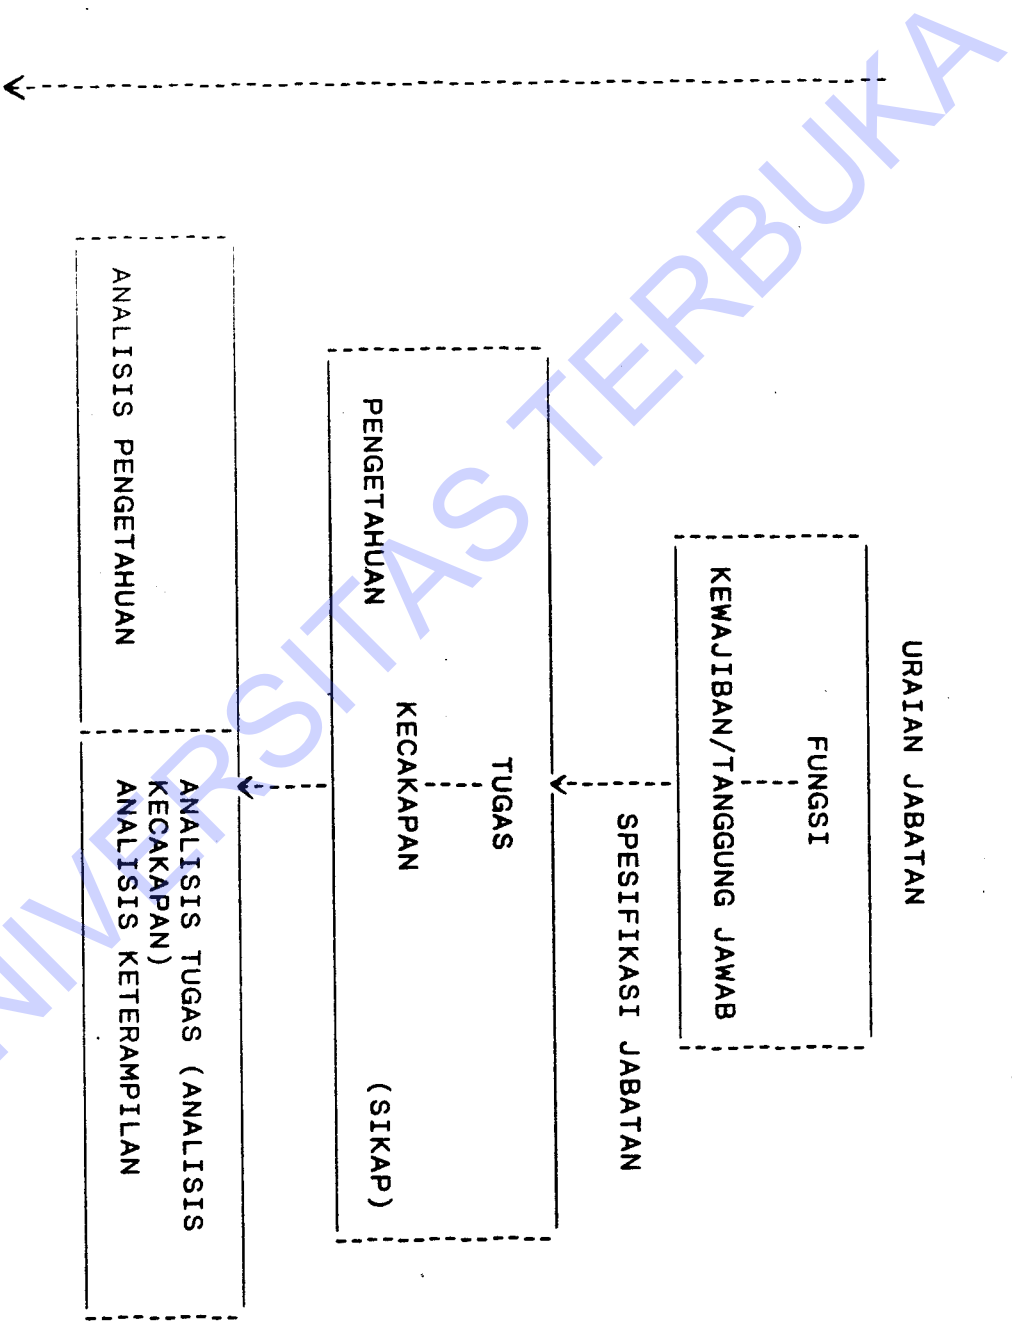 URAIAN JABATAN
FUNGSI
KEWAJIBAN/TANGGUNG JAWAB
SPESIFIKASI JABATAN
TUGAS
KECAKAPAN
PENGETAHUAN
(SIKAP)
ANALISIS PENGETAHUAN
ANALISIS TUGAS (ANALISIS
KECAKAPAN)
ANALISIS KETERAMPILAN
NIVERSITAS TERBUKA